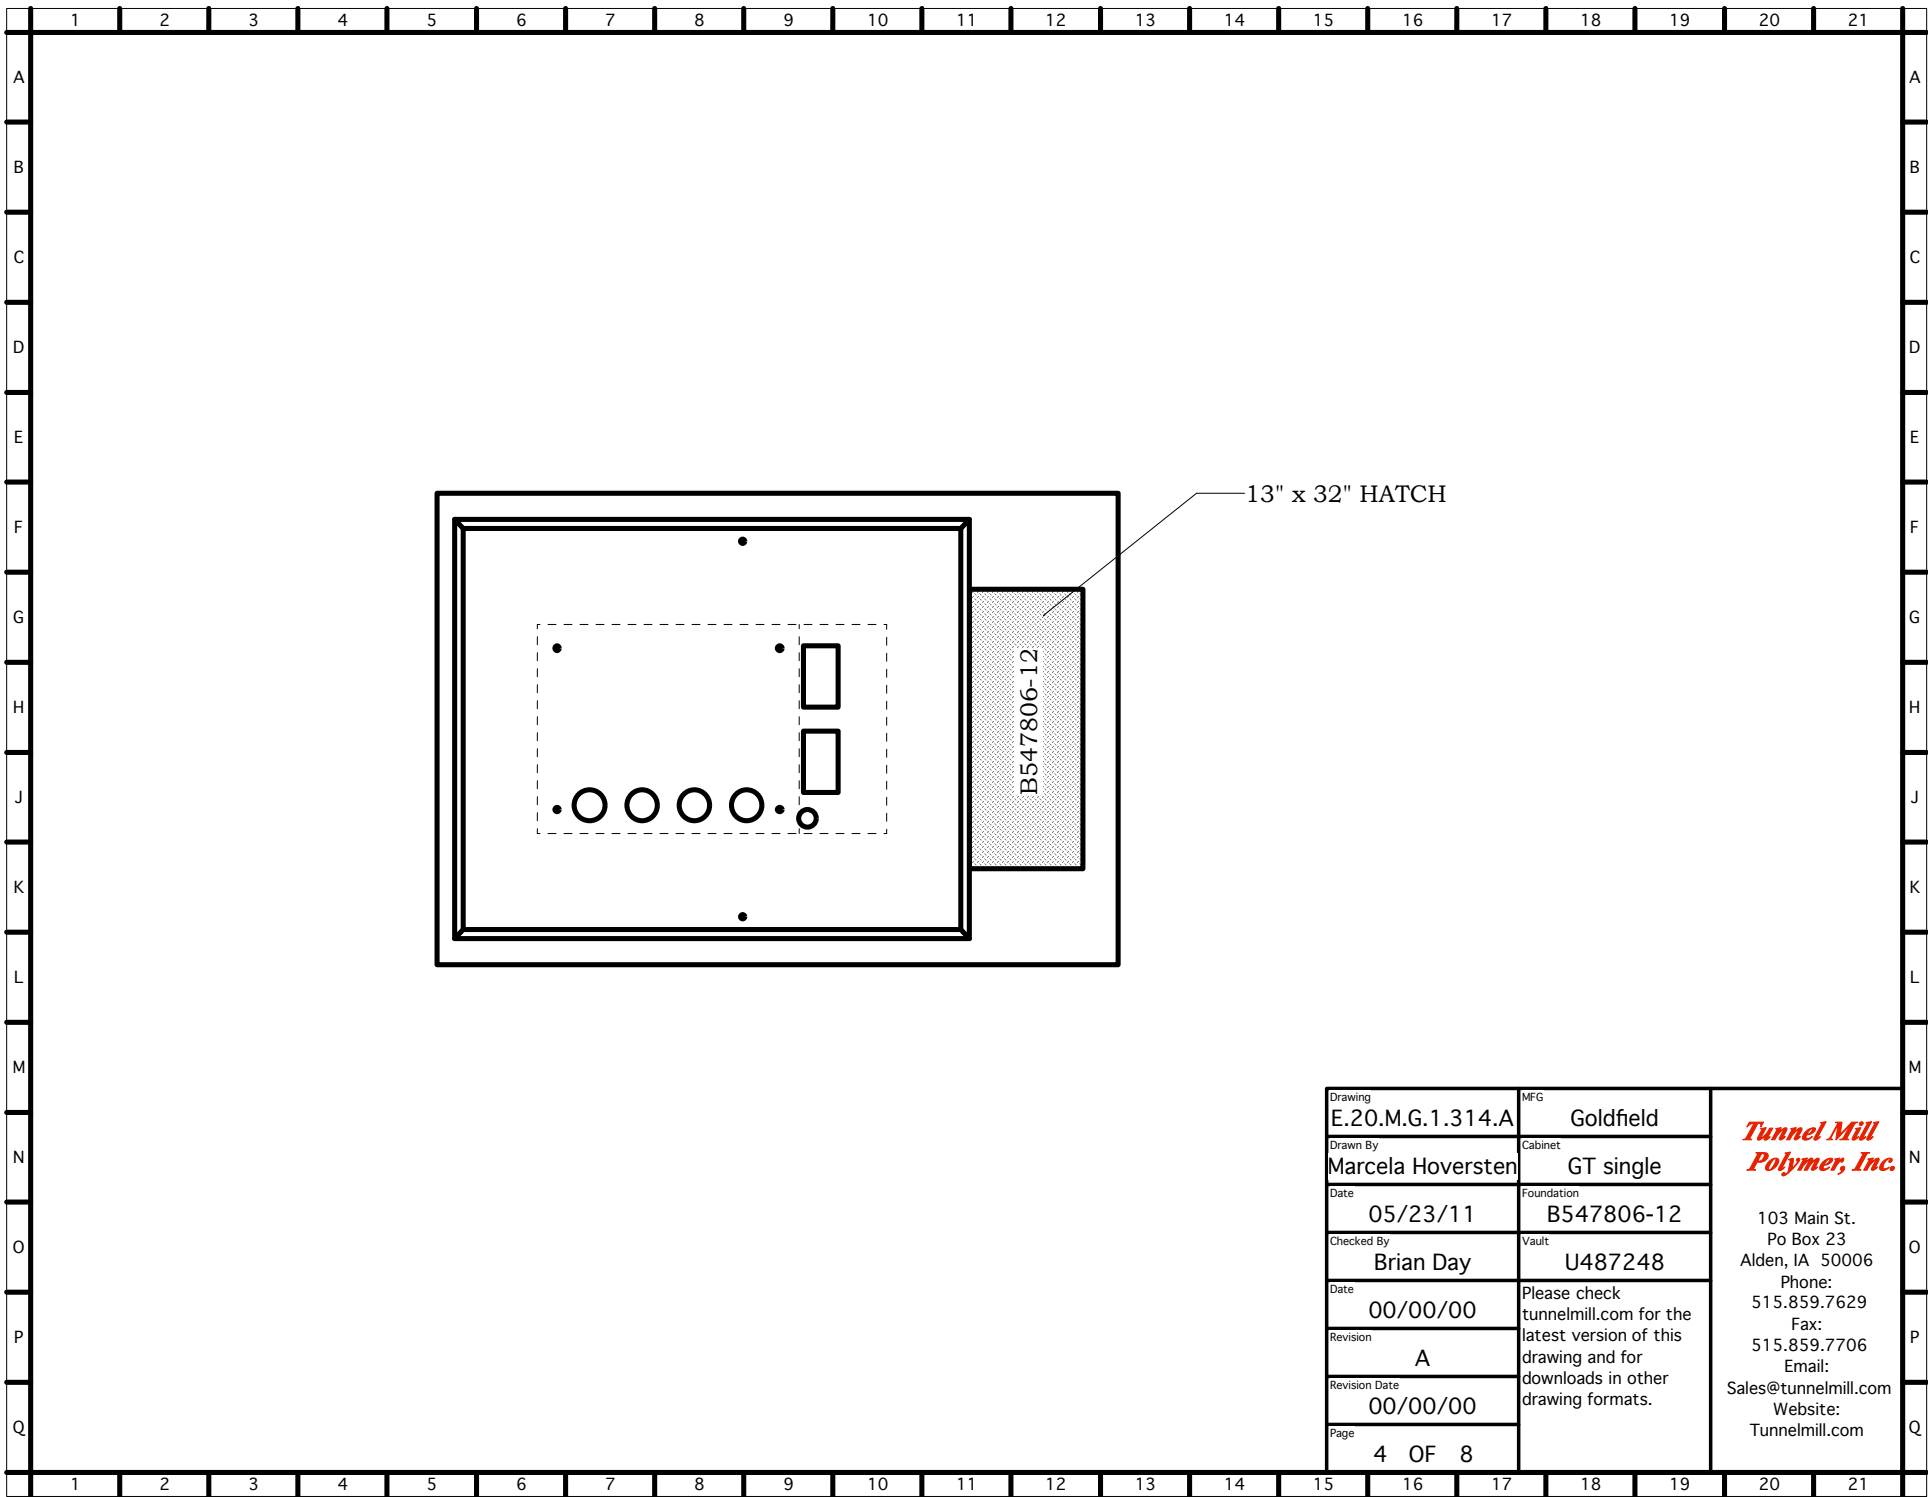 1 2 3 4 5 6 7 8 9 10 11 12 13 14 15 16 17 18 19 20 21
A A
B B
C C
D D
E E
13" x 32" HATCH
F F
G G
B547806-12
H H
J J
K K
L L
M M
N N
O O
P P
Q Q
Drawing
E.20.M.G.1.314.A
MFG
Goldfield
Drawn By
Marcela Hoversten
Cabinet
GT single
Date
05/23/11
Foundation
B547806-12
Checked By
Brian Day
Vault
U487248
Date
00/00/00
Revision
A
Revision Date
00/00/00
Page
4 OF 8
Please check
tunnelmill.com for the
latest version of this
drawing and for
downloads in other
drawing formats.
Tunnel Mill
Polymer, Inc.
103 Main St.
Po Box 23
Alden, IA 50006
Phone:
515.859.7629
Fax:
515.859.7706
Email:
Sales@tunnelmill.com
Website:
Tunnelmill.com
1 2 3 4 5 6 7 8 9 10 11 12 13 14 15 16 17 18 19 20 21